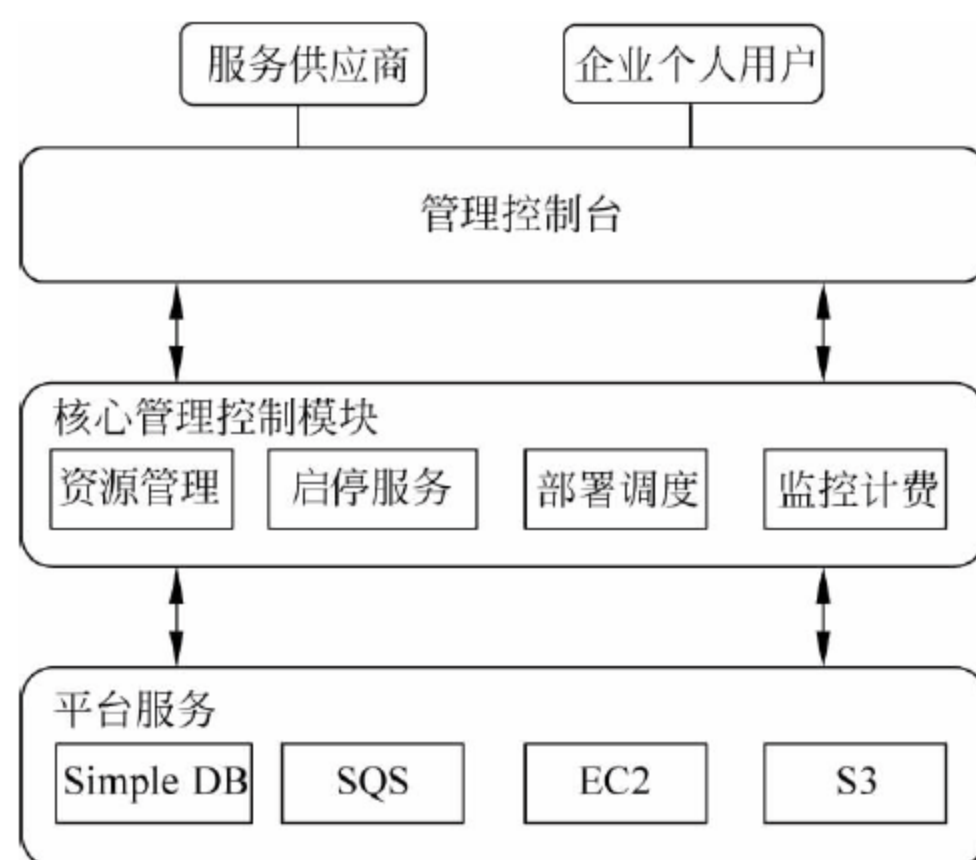 服务供应商 企业个人用户
管理控制台
核心管理控制模块
资源管理 启停服务 部署调度 监控计费
平台服务
Simple DB SQS EC2 S3